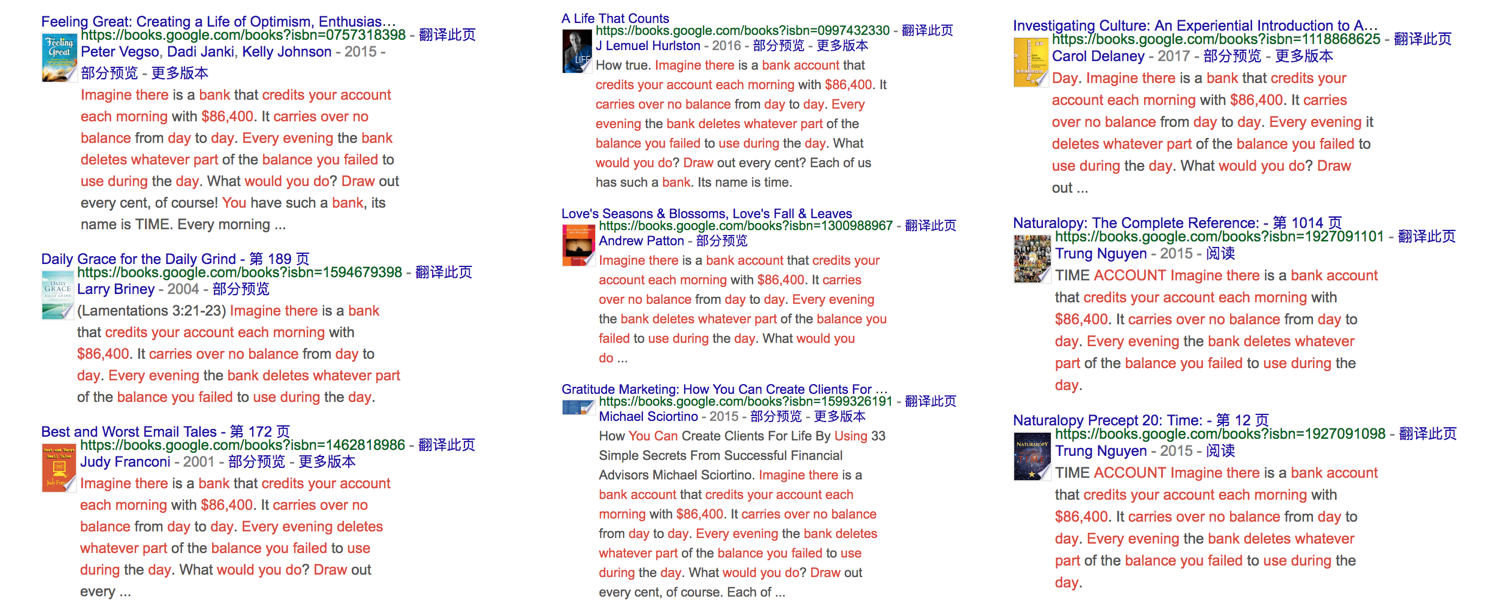 Feeling Great: Creating a Life of Optimism, Enthusias…
https://books.google.com/books?isbn=0757318398 - 翻译此页
Peter Vegso, Dadi Janki, Kelly Johnson - 2015 -
部分预览 - 更多版本
Imagine there is a bank that credits your account
each morning with $86,400. It carries over no
balance from day to day. Every evening the bank
deletes whatever part of the balance you failed to
use during the day. What would you do? Draw out
every cent, of course! You have such a bank, its
name is TIME. Every morning ...
Daily Grace for the Daily Grind - 第 189 页
https://books.google.com/books?isbn=1594679398 - 翻译此页
Larry Briney - 2004 - 部分预览
(Lamentations 3:21-23) Imagine there is a bank
that credits your account each morning with
$86,400. It carries over no balance from day to
day. Every evening the bank deletes whatever part
of the balance you failed to use during the day.
Best and Worst Email Tales - 第 172 页
https://books.google.com/books?isbn=1462818986 - 翻译此页
Judy Franconi - 2001 - 部分预览 - 更多版本
Imagine there is a bank that credits your account
each morning with $86,400. It carries over no
balance from day to day. Every evening deletes
whatever part of the balance you failed to use
during the day. What would you do? Draw out
every ...
A Life That Counts
https://books.google.com/books?isbn=0997432330 - 翻译此页
J Lemuel Hurlston - 2016 - 部分预览 - 更多版本
How true. Imagine there is a bank account that
credits your account each morning with $86,400. It
carries over no balance from day to day. Every
evening the bank deletes whatever part of the
balance you failed to use during the day. What
would you do? Draw out every cent? Each of us
has such a bank. Its name is time.
Love's Seasons & Blossoms, Love's Fall & Leaves
https://books.google.com/books?isbn=1300988967 - 翻译此页
Andrew Patton - 部分预览
Imagine there is a bank account that credits your
account each morning with $86,400. It carries
over no balance from day to day. Every evening
the bank deletes whatever part of the balance you
failed to use during the day. What would you
do ...
Gratitude Marketing: How You Can Create Clients For …
https://books.google.com/books?isbn=1599326191 - 翻译此页
Michael Sciortino - 2015 - 部分预览 - 更多版本
How You Can Create Clients For Life By Using 33
Simple Secrets From Successful Financial
Advisors Michael Sciortino. Imagine there is a
bank account that credits your account each
morning with $86,400. It carries over no balance
from day to day. Every evening the bank deletes
whatever part of the balance you failed to use
during the day. What would you do? Draw out
every cent, of course. Each of ...
Investigating Culture: An Experiential Introduction to A…
https://books.google.com/books?isbn=1118868625 - 翻译此页
Carol Delaney - 2017 - 部分预览 - 更多版本
Day. Imagine there is a bank that credits your
account each morning with $86,400. It carries
over no balance from day to day. Every evening it
deletes whatever part of the balance you failed to
use during the day. What would you do? Draw
out ...
Naturalopy: The Complete Reference: - 第 1014 页
https://books.google.com/books?isbn=1927091101 - 翻译此页
Trung Nguyen - 2015 - 阅读
TIME ACCOUNT Imagine there is a bank account
that credits your account each morning with
$86,400. It carries over no balance from day to
day. Every evening the bank deletes whatever
part of the balance you failed to use during the
day.
Naturalopy Precept 20: Time: - 第 12 页
https://books.google.com/books?isbn=1927091098 - 翻译此页
Trung Nguyen - 2015 - 阅读
TIME ACCOUNT Imagine there is a bank account
that credits your account each morning with
$86,400. It carries over no balance from day to
day. Every evening the bank deletes whatever
part of the balance you failed to use during the
day.